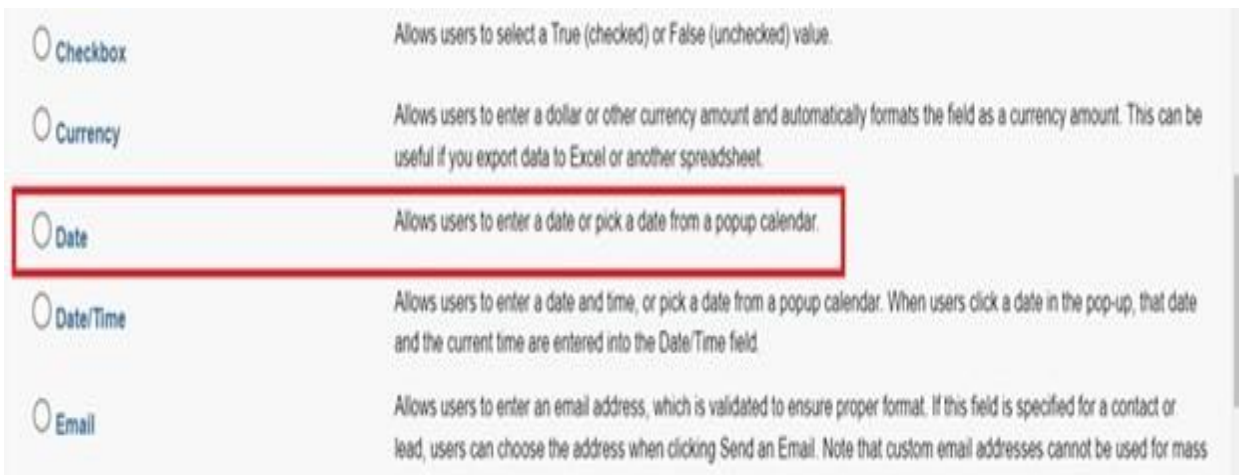 Checkbox
Allows users to select a True (checked) or False (unchecked) value.
Currency
Allows users to enter a dollar or other currency amount and automatically formats the field as a currency amount. This can be
useful if you export data to Excel or another spreadsheet.
Date
Allows users to enter a date or pick a date from a popup calendar.
Date/Time
Allows users to enter a date and time, or pick a date from a popup calendar. When users click a date in the pop-up, that date
and the current time are entered into the Date/Time field.
Email
Allows users to enter an email address, which is validated to ensure proper format. If this field is specified for a contact or
lead, users can choose the address when clicking Send an Email. Note that custom email addresses cannot be used for mass